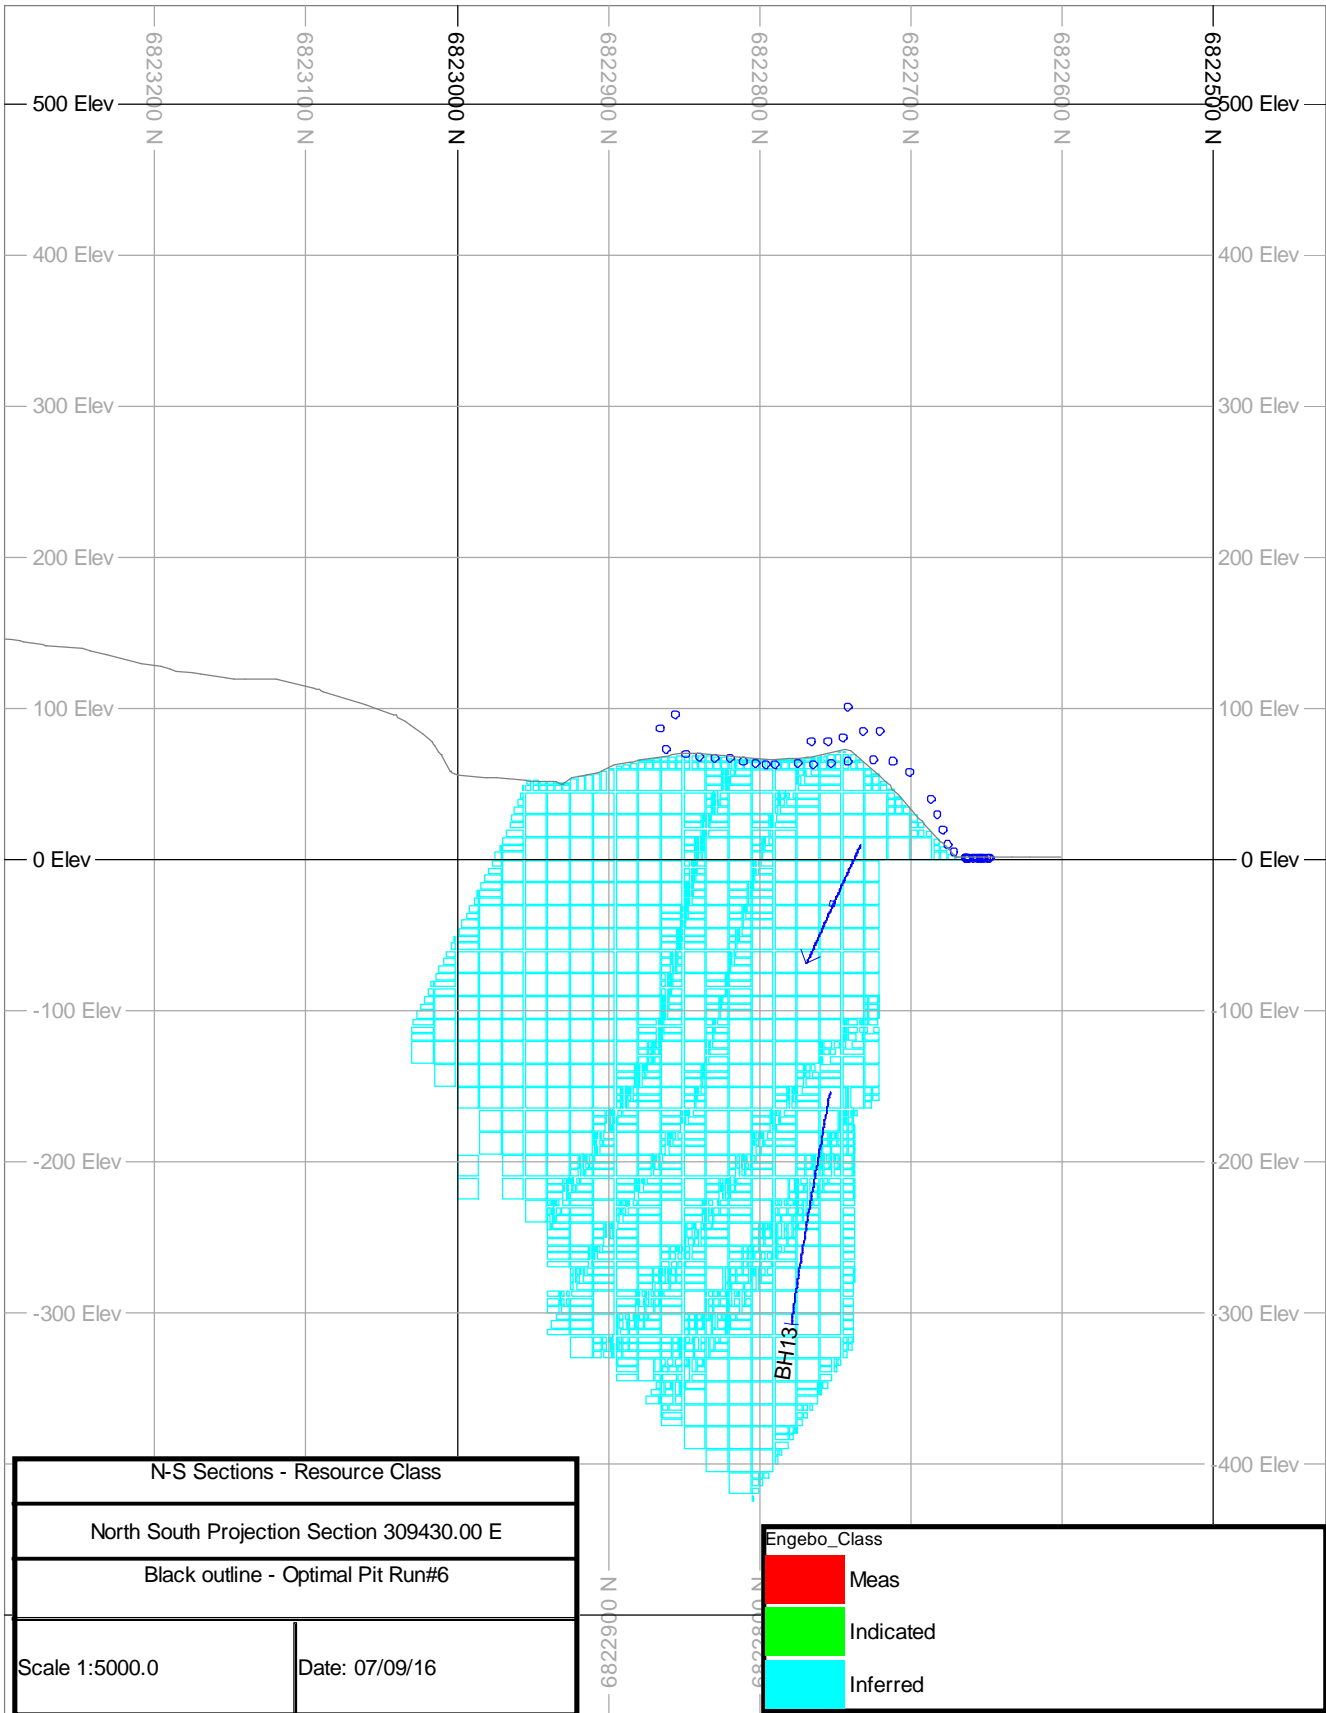 6823200 N
6823100 N
6823000 N
6822900 N
6822800 N
6822700 N
6822600 N
6822500 N
500 Elev
500 Elev
400 Elev
400 Elev
300 Elev
300 Elev
200 Elev
200 Elev
100 Elev
100 Elev
0 Elev
0 Elev
-100 Elev
-100 Elev
-200 Elev
-200 Elev
-300 Elev
-300 Elev
BH13
-400 Elev
N-S Sections - Resource Class
North South Projection Section 309430.00 E
Black outline - Optimal Pit Run#6
Scale 1:5000.0
Date: 07/09/16
6822900 N
6822800 N
Engebo_Class
Meas
Indicated
Inferred